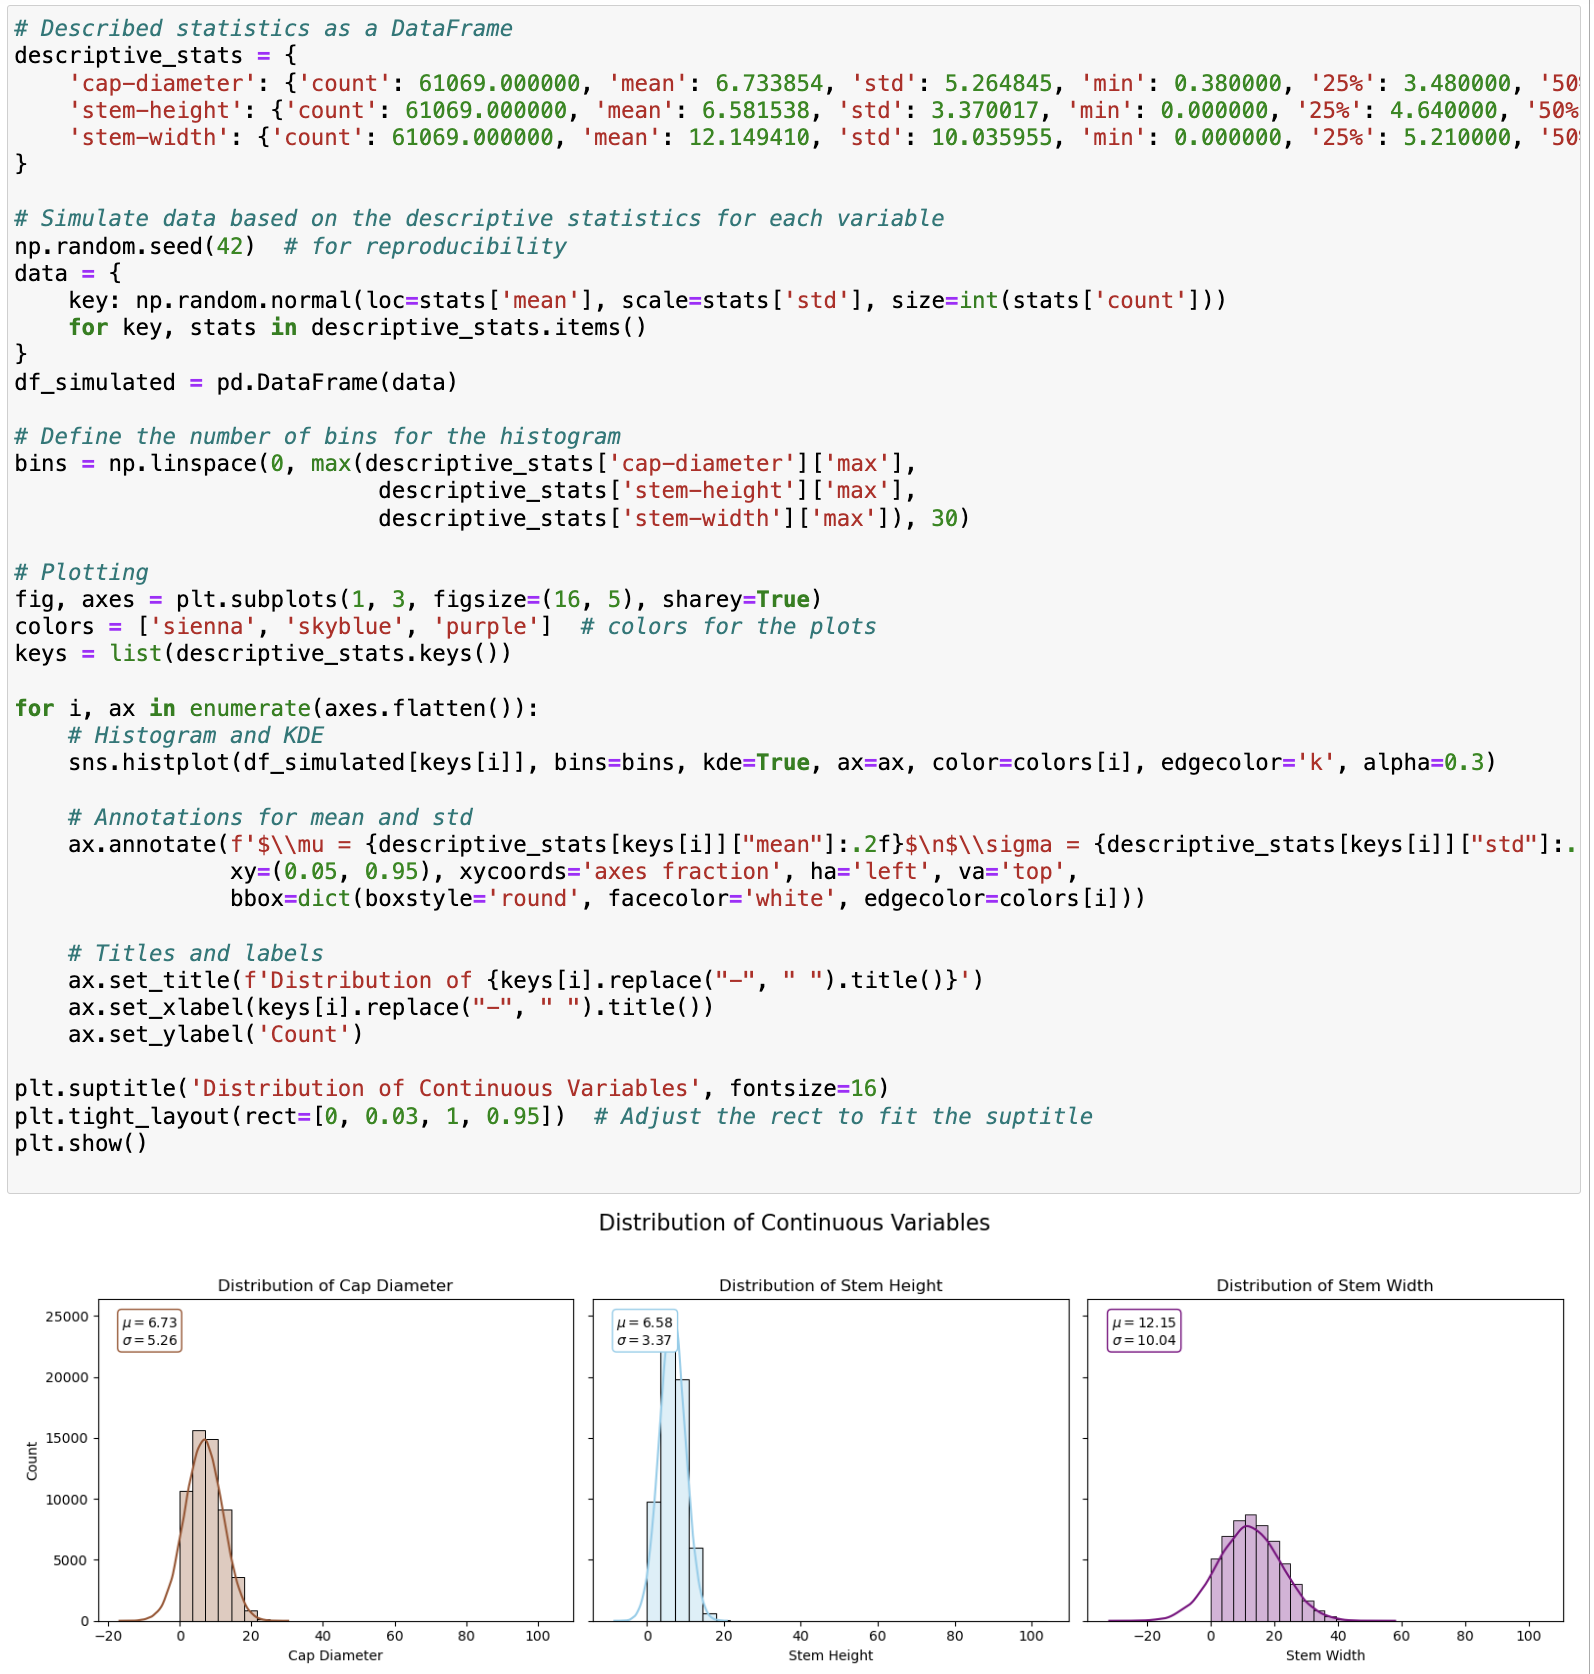 # Described statistics as a DataFrame
descriptive_stats = {
    'cap-diameter': {'count': 61069.000000, 'mean': 6.733854, 'std': 5.264845, 'min': 0.380000, '25%': 3.480000, '50
    'stem-height': {'count': 61069.000000, 'mean': 6.581538, 'std': 3.370017, 'min': 0.000000, '25%': 4.640000, '50%
    'stem-width': {'count': 61069.000000, 'mean': 12.149410, 'std': 10.035955, 'min': 0.000000, '25%': 5.210000, '50
}
# Simulate data based on the descriptive statistics for each variable
np.random.seed(42)  # for reproducibility
data = {
    key: np.random.normal(loc=stats['mean'], scale=stats['std'], size=int(stats['count']))
    for key, stats in descriptive_stats.items()
}
df_simulated = pd.DataFrame(data)
# Define the number of bins for the histogram
bins = np.linspace(0, max(descriptive_stats['cap-diameter']['max'],
                           descriptive_stats['stem-height']['max'],
                           descriptive_stats['stem-width']['max']), 30)
# Plotting
fig, axes = plt.subplots(1, 3, figsize=(16, 5), sharey=True)
colors = ['sienna', 'skyblue', 'purple']  # colors for the plots
keys = list(descriptive_stats.keys())
for i, ax in enumerate(axes.flatten()):
    # Histogram and KDE
    sns.histplot(df_simulated[keys[i]], bins=bins, kde=True, ax=ax, color=colors[i], edgecolor='k', alpha=0.3)
    # Annotations for mean and std
    ax.annotate(f'$\\mu = {descriptive_stats[keys[i]]["mean"]:.2f}$\n$\\sigma = {descriptive_stats[keys[i]]["std"]:.
                xy=(0.05, 0.95), xycoords='axes fraction', ha='left', va='top',
                bbox=dict(boxstyle='round', facecolor='white', edgecolor=colors[i]))
    # Titles and labels
    ax.set_title(f'Distribution of {keys[i].replace("-", " ").title()}')
    ax.set_xlabel(keys[i].replace("-", " ").title())
    ax.set_ylabel('Count')
plt.suptitle('Distribution of Continuous Variables', fontsize=16)
plt.tight_layout(rect=[0, 0.03, 1, 0.95])  # Adjust the rect to fit the suptitle
plt.show()
Distribution of Continuous Variables
Distribution of Cap Diameter
μ = 6.73
σ = 5.26
25000
20000
15000
10000
5000
0
Count
−20 0 20 40 60 80 100
Cap Diameter
Distribution of Stem Height
μ = 6.58
σ = 3.37
0 20 40 60 80 100
Stem Height
Distribution of Stem Width
μ = 12.15
σ = 10.04
−20 0 20 40 60 80 100
Stem Width